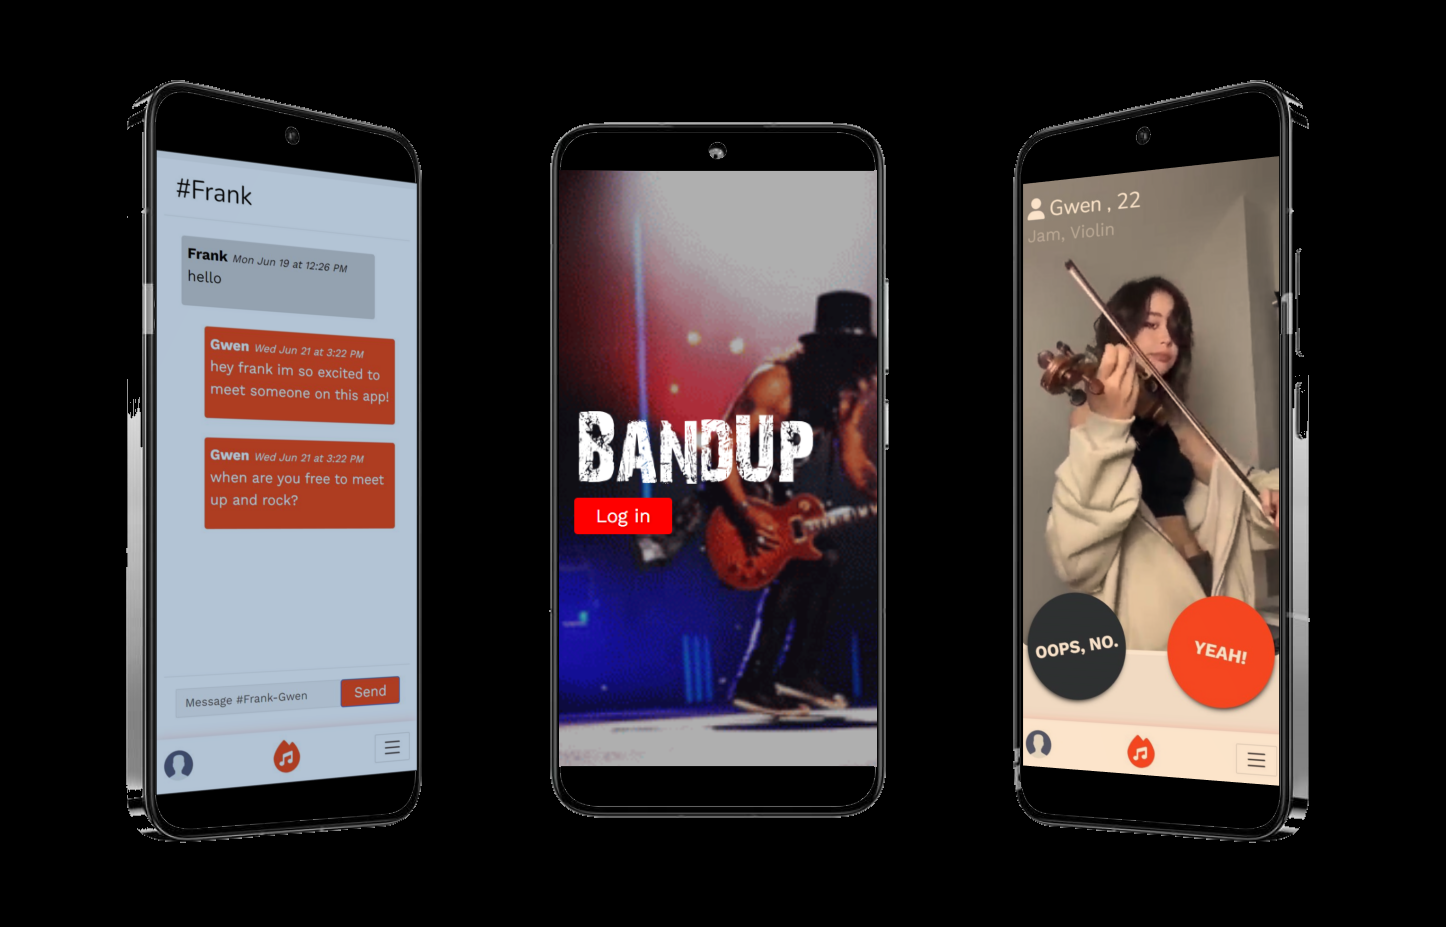 #Frank
Frank Mon Jun 19 at 12:26 PM
hello
Gwen Wed Jun 21 at 3:22 PM
hey frank im so excited to
meet someone on this app!
Gwen Wed Jun 21 at 3:22 PM
when are you free to meet
up and rock?
Message #Frank-Gwen
Send
BANDUP
Log in
Gwen , 22
Jam, Violin
OOPS, NO.
YEAH!